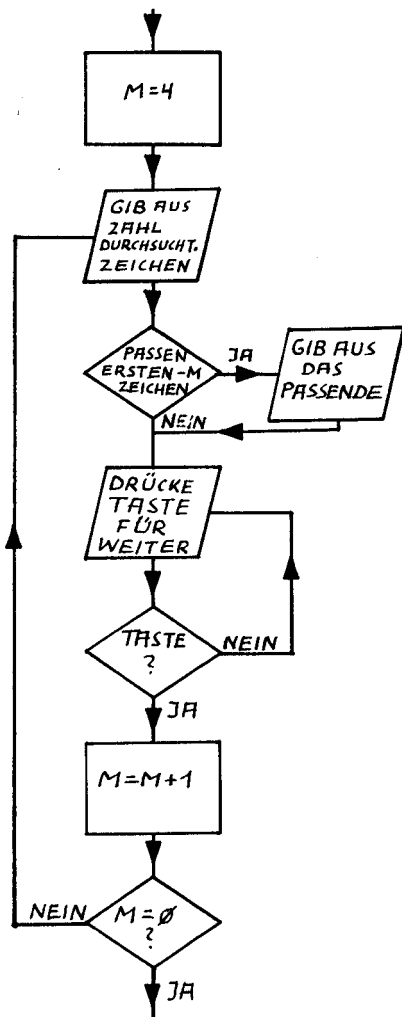 M=4
GIB AUS
ZAHL
DURCHSUCHT.
ZEICHEN
PASSEN
ERSTEN-M
ZEICHEN
JA
GIB AUS
DAS
PASSENDE
NEIN
DRÜCKE
TASTE
FÜR
WEITER
TASTE
?
NEIN
JA
M=M+1
M=Ø
?
NEIN
JA